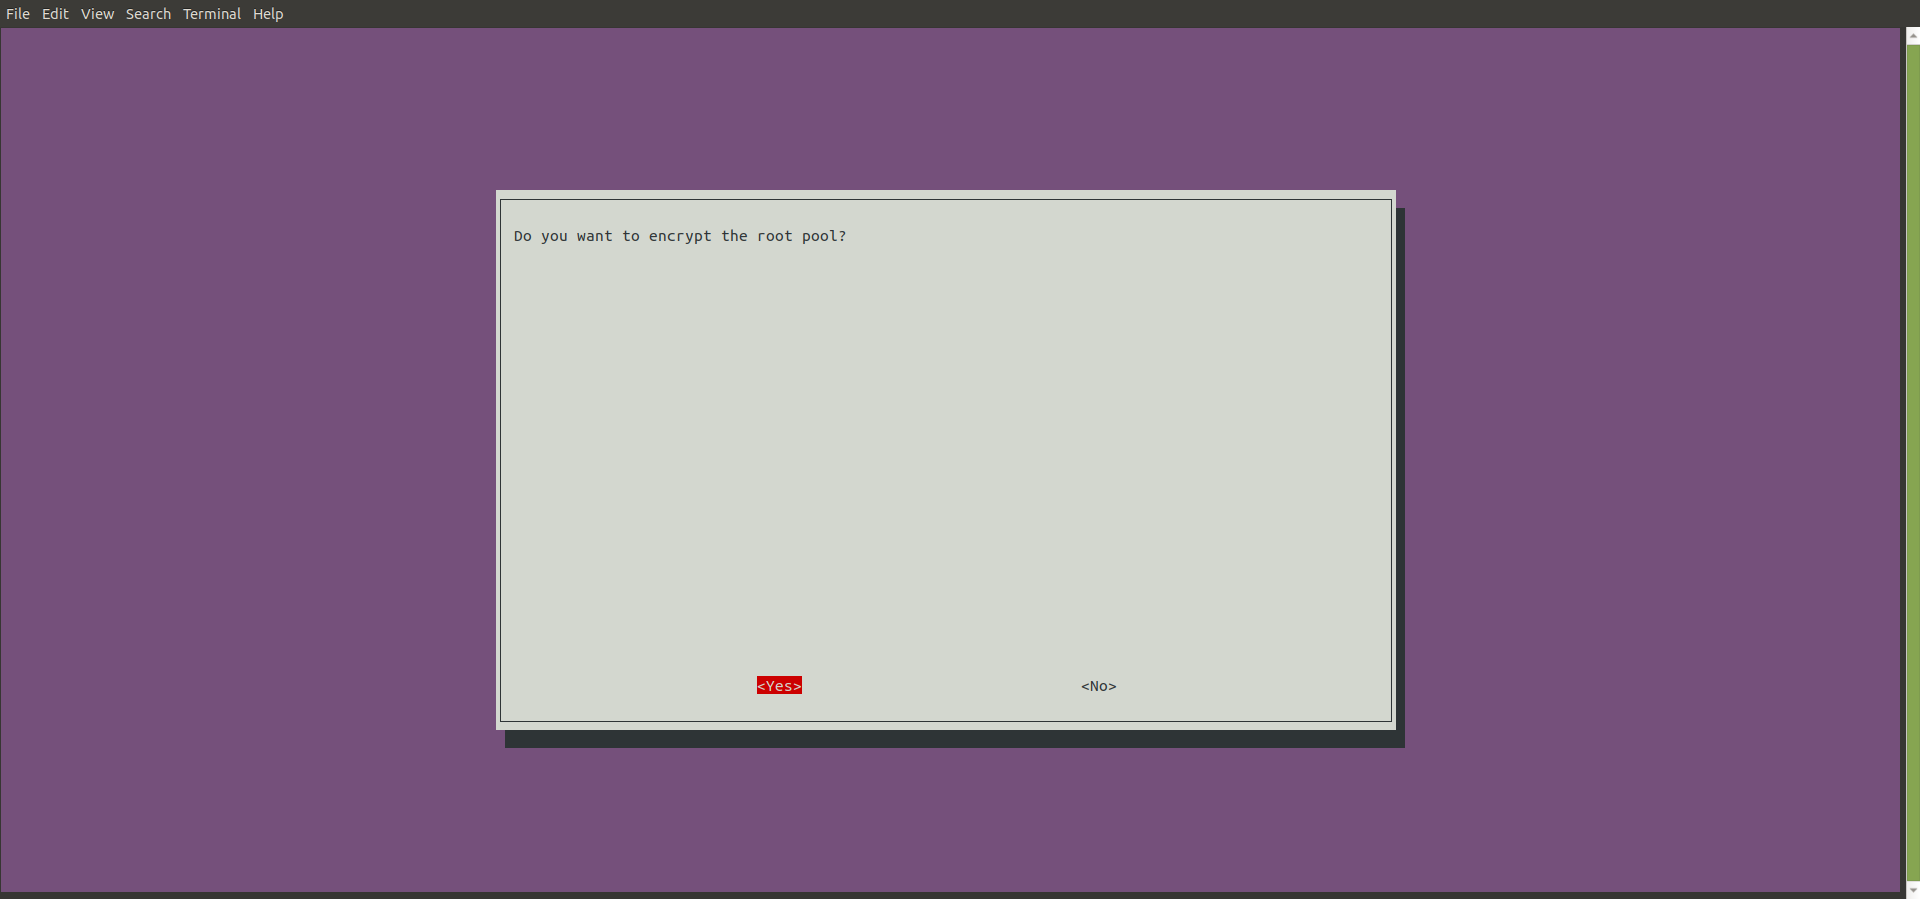 File Edit View Search Terminal Help
Do you want to encrypt the root pool?
<Yes> <No>